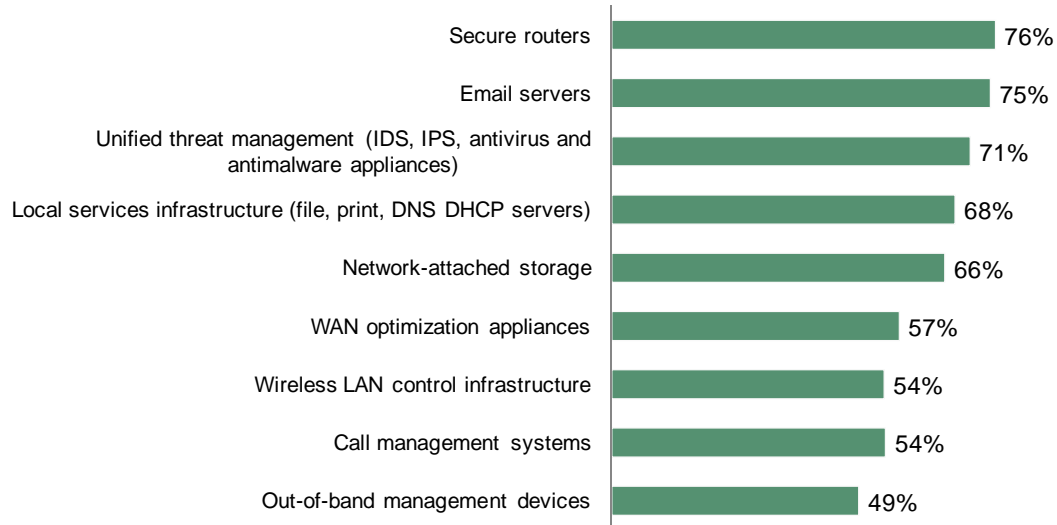 Secure routers 76%
Email servers 75%
Unified threat management (IDS, IPS, antivirus and
antimalware appliances) 71%
Local services infrastructure (file, print, DNS DHCP servers) 68%
Network-attached storage 66%
WAN optimization appliances 57%
Wireless LAN control infrastructure 54%
Call management systems 54%
Out-of-band management devices 49%